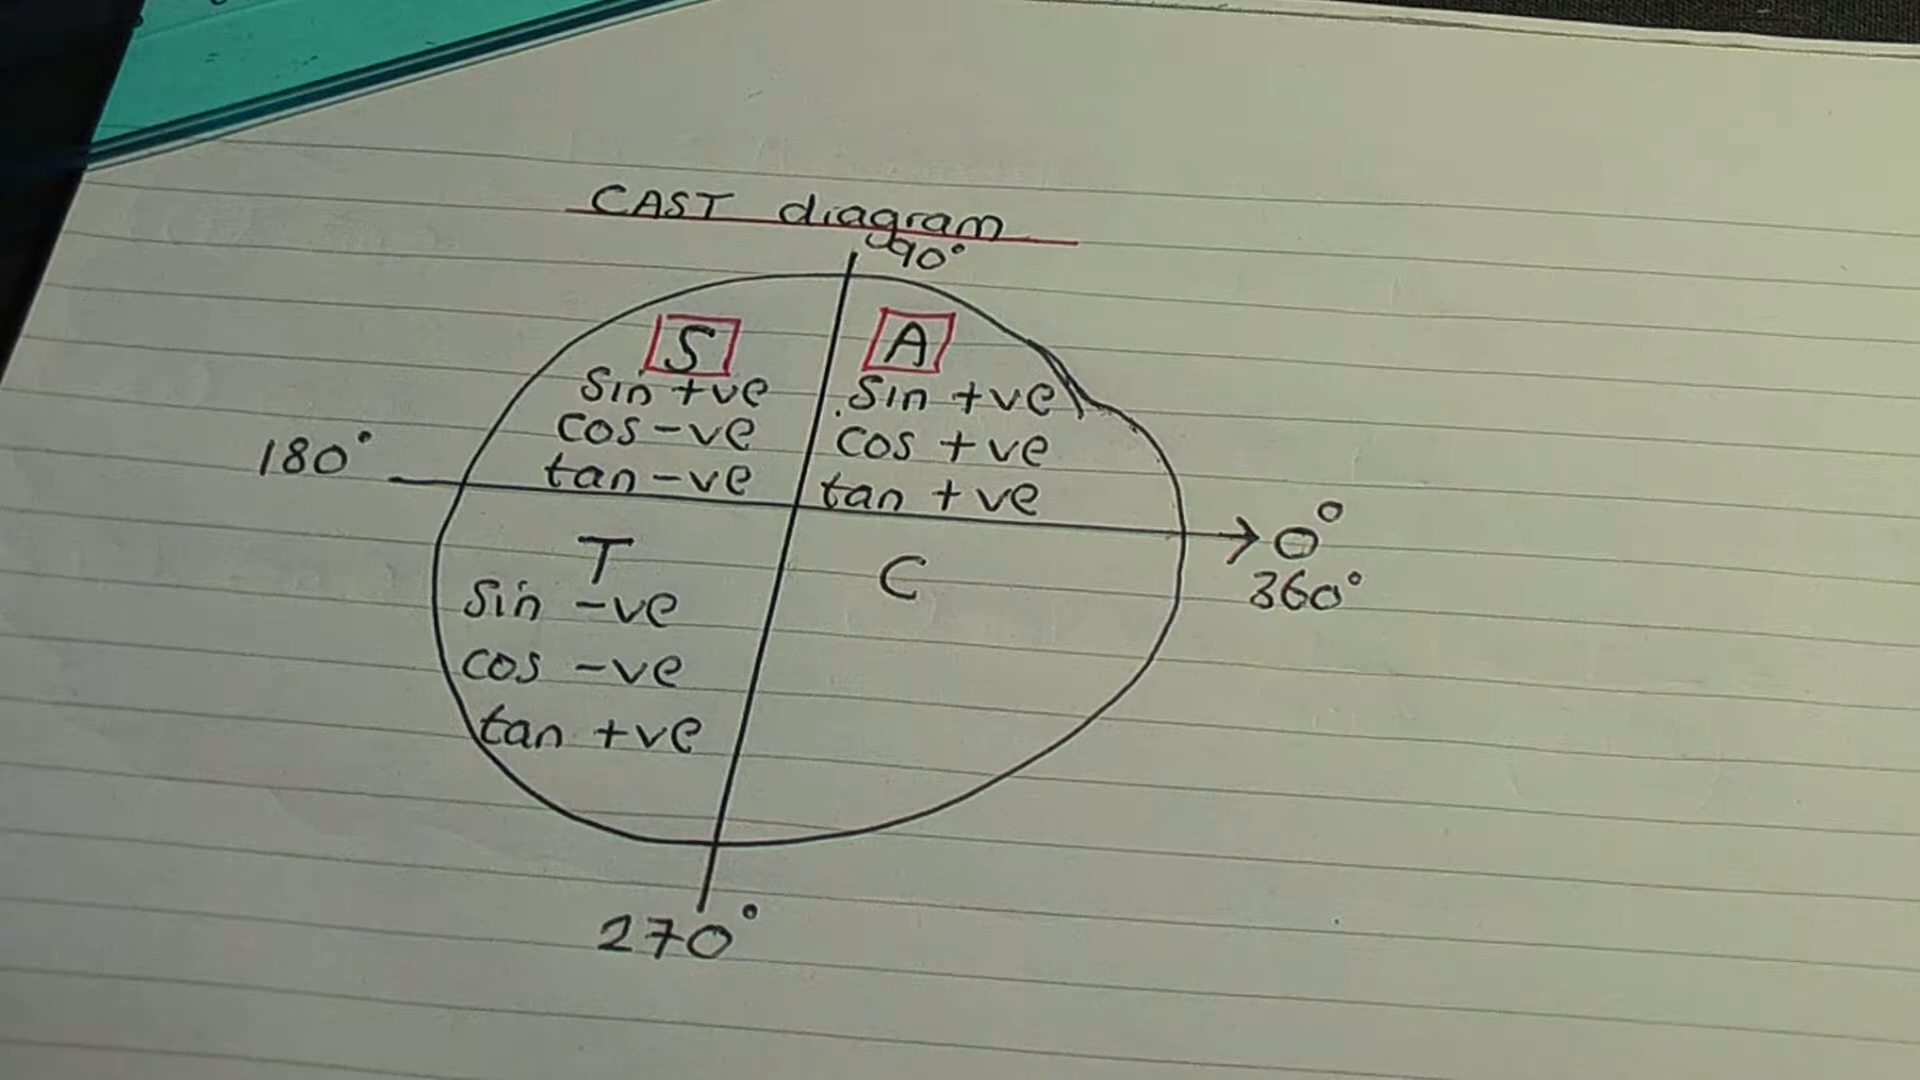 CAST diagram
90°
S
sin +ve
cos -ve
tan -ve
A
sin +ve
cos +ve
tan +ve
180°
0°
360°
T
sin -ve
cos -ve
tan +ve
C
270°